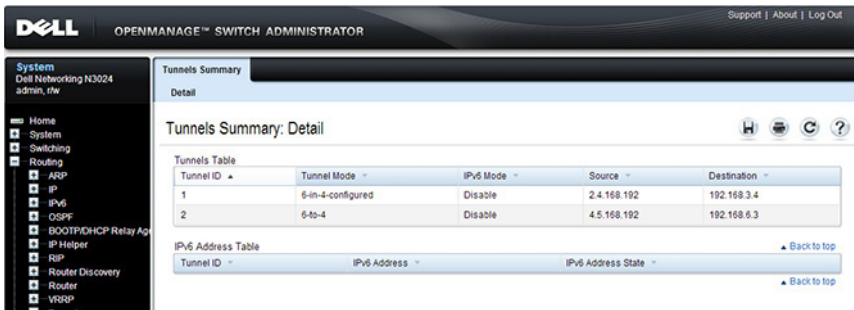 Support | About | Log Out
DELL OPENMANAGE™ SWITCH ADMINISTRATOR
System
Dell Networking N3024
admin, r/w
Home
System
Switching
Routing
ARP
IP
IPv6
OSPF
BOOTP/DHCP Relay Age
IP Helper
RIP
Router Discovery
Router
VRRP
Tunnels Summary
Detail
Tunnels Summary: Detail
Tunnels Table
Tunnel ID Tunnel Mode IPv6 Mode Source Destination
1 6-in-4-configured Disable 2.4.168.192 192.168.3.4
2 6-to-4 Disable 4.5.168.192 192.168.6.3
IPv6 Address Table Back to top
Tunnel ID IPv6 Address IPv6 Address State
Back to top